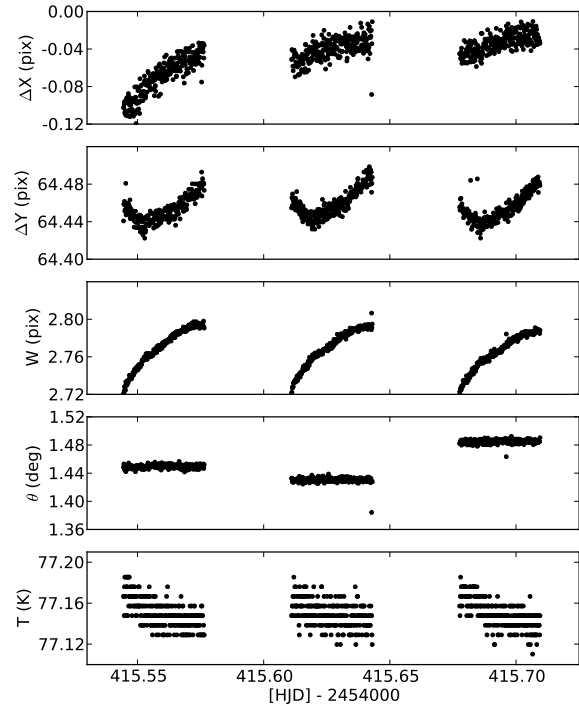 0.00
-0.04
-0.08
-0.12
ΔX (pix)
64.48
64.44
64.40
ΔY (pix)
2.80
2.76
2.72
W (pix)
1.52
1.48
1.44
1.40
1.36
θ (deg)
77.20
77.16
77.12
T (K)
415.55 415.60 415.65 415.70
[HJD] - 2454000